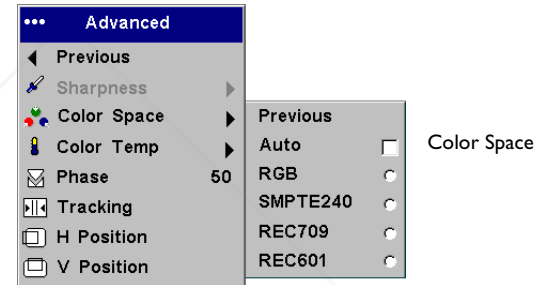 Advanced
Previous
Sharpness
Color Space
Color Temp
Phase 50
Tracking
H Position
V Position
Previous
Auto
RGB
SMPTE240
REC709
REC601
Color Space